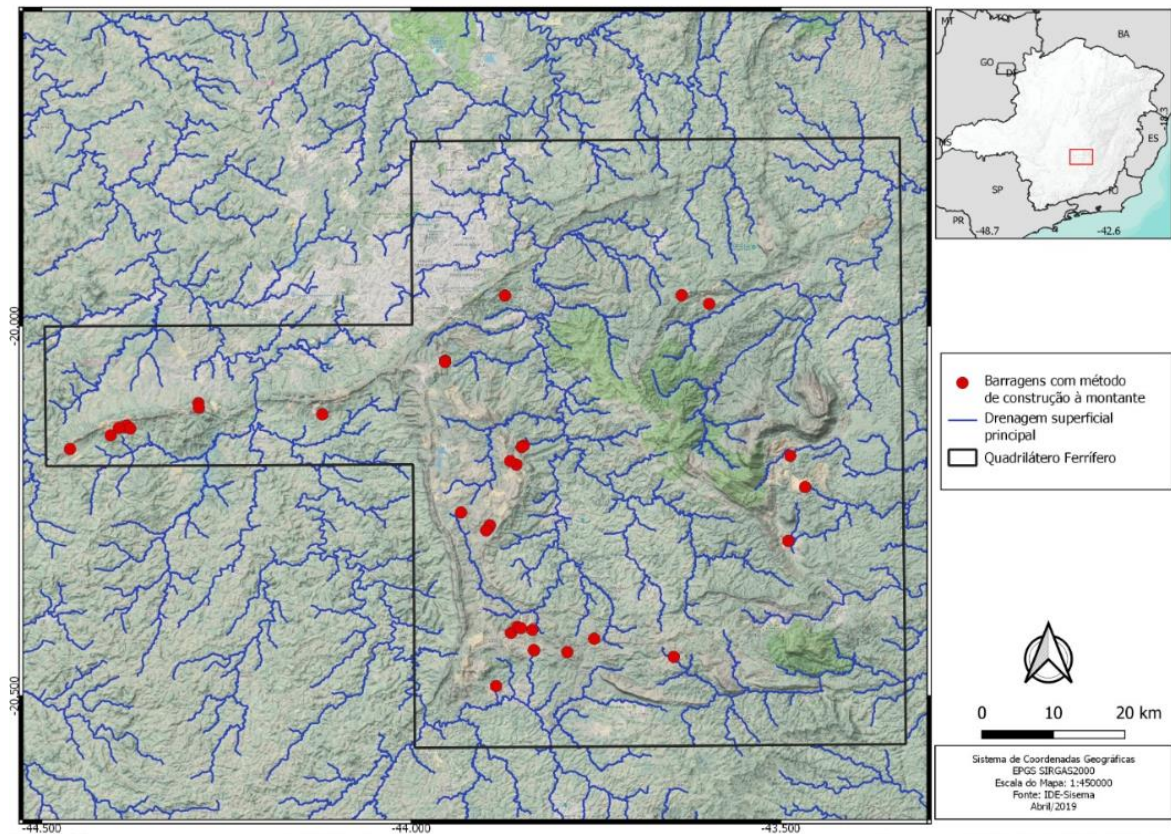 MT
BA
GO
DF
MS
ES
SP
RJ
PR
-18.3
-48.7
-42.6
-20.000
-20.500
-44.500
-44.000
-43.500
Barragens com método
de construção à montante
Drenagem superficial
principal
Quadrilátero Ferrífero
0 10 20 km
Sistema de Coordenadas Geográficas
EPGS SIRGAS2000
Escala do Mapa: 1:450000
Fonte: IDE-Sisema
Abril/2019